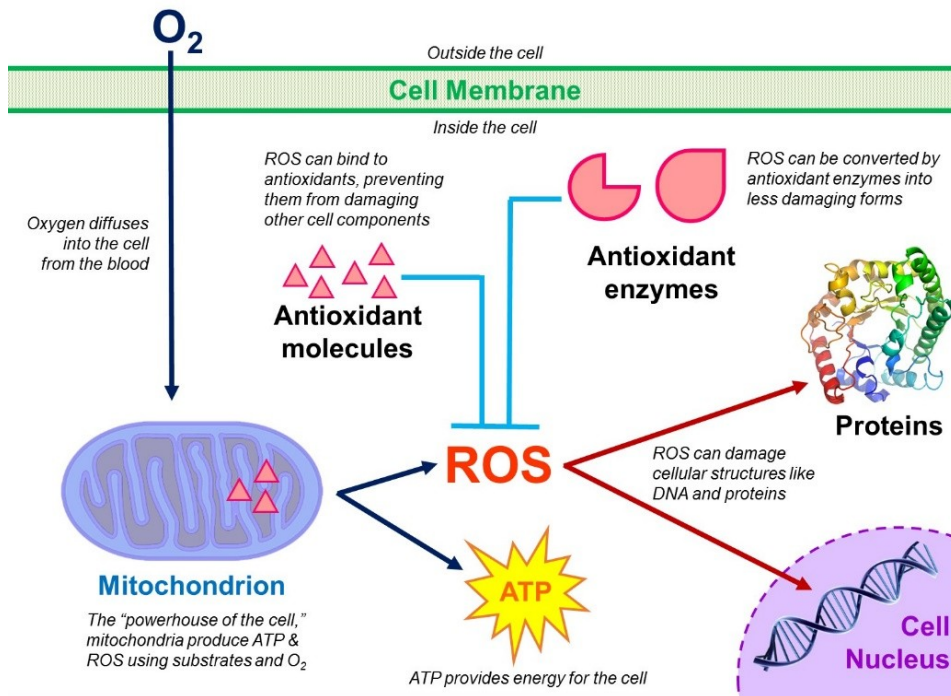 O₂
Outside the cell
Cell Membrane
Inside the cell
ROS can bind to
antioxidants, preventing
them from damaging
other cell components
ROS can be converted by
antioxidant enzymes into
less damaging forms
Oxygen diffuses
into the cell
from the blood
Antioxidant
enzymes
Antioxidant
molecules
Proteins
ROS
ROS can damage
cellular structures like
DNA and proteins
Mitochondrion
The “powerhouse of the cell,”
mitochondria produce ATP &
ROS using substrates and O₂
ATP
ATP provides energy for the cell
Cell
Nucleus